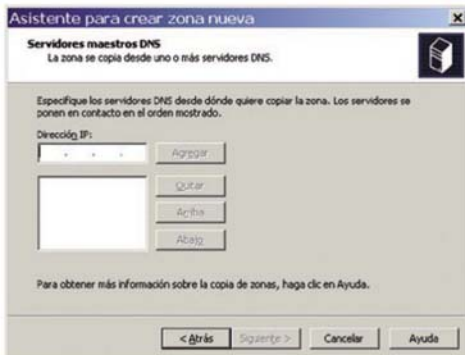 Asistente para crear zona nueva
Servidores maestros DNS
La zona se copia desde uno o más servidores DNS.
Especifique los servidores DNS desde dónde quiere copiar la zona. Los servidores se
ponen en contacto en el orden mostrado.
Dirección IP:
Agregar
Quitar
Arriba
Abajo
Para obtener más información sobre la copia de zonas, haga clic en Ayuda.
< Atrás Siguiente > Cancelar Ayuda